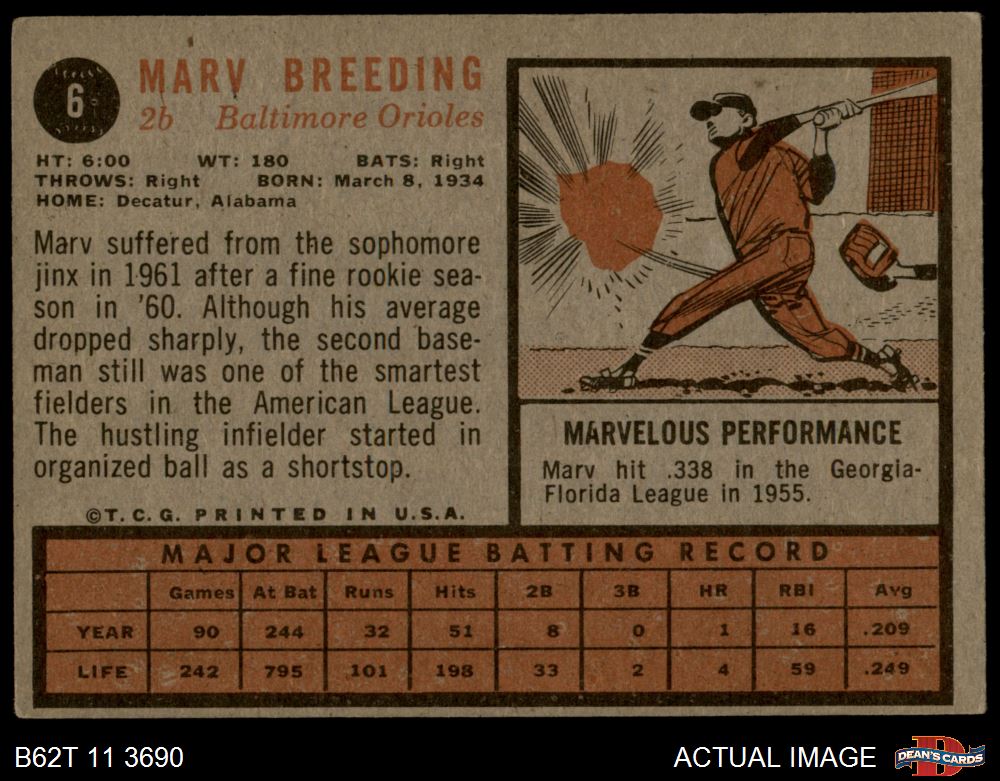 6
MARV BREEDING
2b Baltimore Orioles
HT: 6:00 WT: 180 BATS: Right
THROWS: Right BORN: March 8, 1934
HOME: Decatur, Alabama
Marv suffered from the sophomore
jinx in 1961 after a fine rookie sea-
son in '60. Although his average
dropped sharply, the second base-
man still was one of the smartest
fielders in the American League.
The hustling infielder started in
organized ball as a shortstop.
©T.C.G. PRINTED IN U.S.A.
MARVELOUS PERFORMANCE
Marv hit .338 in the Georgia-
Florida League in 1955.
MAJOR LEAGUE BATTING RECORD
Games At Bat Runs Hits 2B 3B HR RBI Avg
YEAR 90 244 32 51 8 0 1 16 .209
LIFE 242 795 101 198 33 2 4 59 .249
B62T 11 3690
ACTUAL IMAGE
D
DEAN'S CARDS